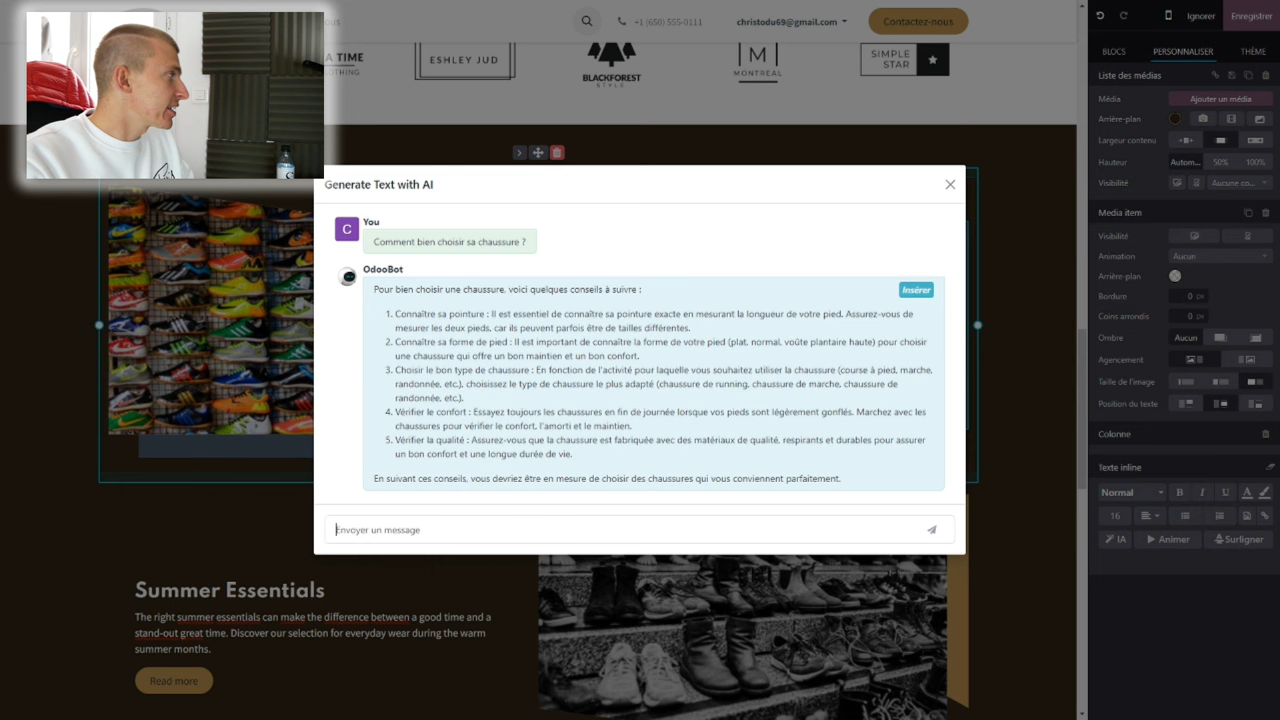 +1 (650) 555-0111
christodu69@gmail.com
Contactez-nous
Ignorer
Enregistrer
A TIME
CLOTHING
ESHLEY JUD
BLACKFOREST
STYLE
M
MONTREAL
SIMPLE
STAR
BLOCS
PERSONNALISER
THÈME
Liste des médias
Média
Ajouter un média
Arrière-plan
Largeur contenu
Hauteur
Autom...
50%
100%
Visibilité
Aucune co...
Media item
Visibilité
Animation
Aucun
Arrière-plan
Bordure
0 px
Coins arrondis
0 px
Ombre
Aucun
Agencement
Taille de l'image
Position du texte
Colonne
Texte inline
Normal
B I U A
16
IA
Animer
Surligner
Generate Text with AI
C
You
Comment bien choisir sa chaussure ?
OdooBot
Pour bien choisir une chaussure, voici quelques conseils à suivre :
Insérer
1. Connaître sa pointure : Il est essentiel de connaître sa pointure exacte en mesurant la longueur de votre pied. Assurez-vous de
mesurer les deux pieds, car ils peuvent parfois être de tailles différentes.
2. Connaître sa forme de pied : Il est important de connaître la forme de votre pied (plat, normal, voûte plantaire haute) pour choisir
une chaussure qui offre un bon maintien et un bon confort.
3. Choisir le bon type de chaussure : En fonction de l'activité pour laquelle vous souhaitez utiliser la chaussure (course à pied, marche,
randonnée, etc.), choisissez le type de chaussure le plus adapté (chaussure de running, chaussure de marche, chaussure de
randonnée, etc.).
4. Vérifier le confort : Essayez toujours les chaussures en fin de journée lorsque vos pieds sont légèrement gonflés. Marchez avec les
chaussures pour vérifier le confort, l'amorti et le maintien.
5. Vérifier la qualité : Assurez-vous que la chaussure est fabriquée avec des matériaux de qualité, respirants et durables pour assurer
un bon confort et une longue durée de vie.
En suivant ces conseils, vous devriez être en mesure de choisir des chaussures qui vous conviennent parfaitement.
Envoyer un message
Summer Essentials
The right summer essentials can make the difference between a good time and a
stand-out great time. Discover our selection for everyday wear during the warm
summer months.
Read more